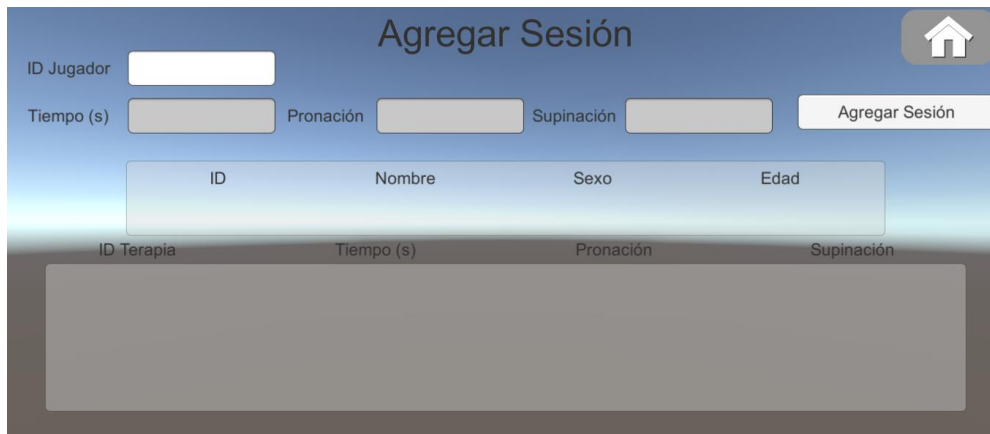 Agregar Sesión
ID Jugador
Tiempo (s) Pronación Supinación Agregar Sesión
ID Nombre Sexo Edad
ID Terapia Tiempo (s) Pronación Supinación